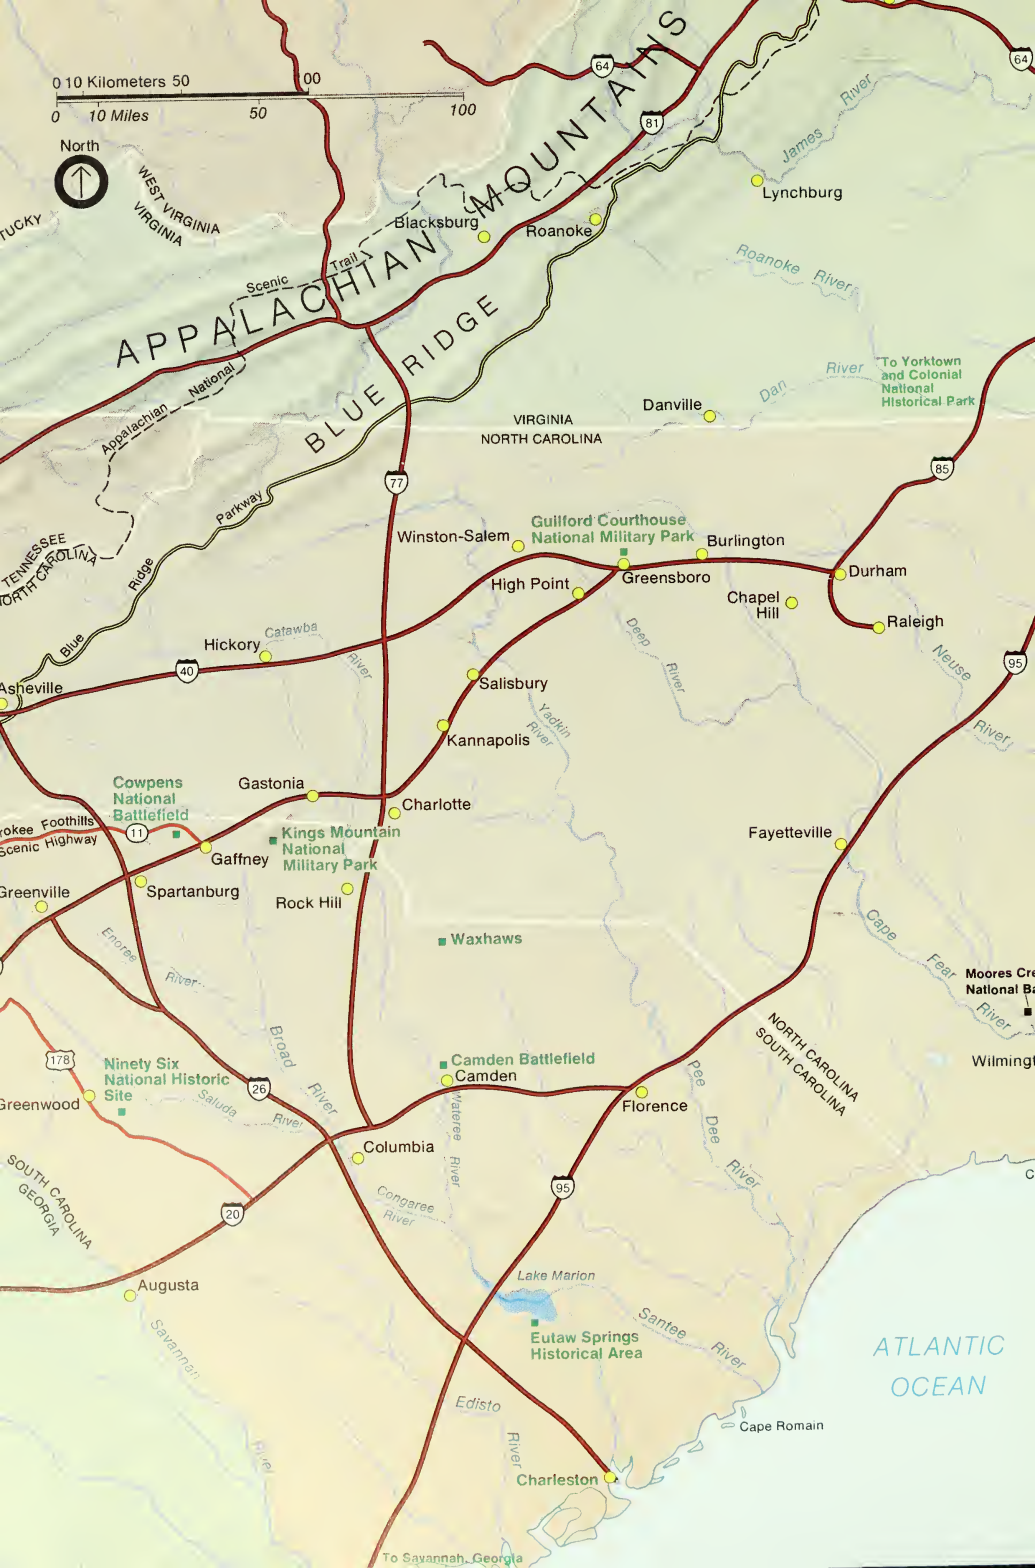 0 10 Kilometers 50 00
0 10 Miles 50 100
North
64
64
81
APPALACHIAN MOUNTAINS
James River
Lynchburg
WEST VIRGINIA
VIRGINIA
TUCKY
Blacksburg
Roanoke
Roanoke River
Scenic Trail
BLUE RIDGE
Appalachian National
Dan River
To Yorktown
and Colonial
National
Historical Park
Danville
VIRGINIA
NORTH CAROLINA
85
77
Blue Ridge Parkway
TENNESSEE
NORTH CAROLINA
Winston-Salem
Guilford Courthouse
National Military Park
Burlington
Greensboro
High Point
Durham
Chapel
Hill
Raleigh
Hickory
Catawba River
Deep River
Neuse River
95
40
Asheville
Salisbury
Yadkin
River
Kannapolis
Gastonia
Charlotte
Cowpens
National
Battlefield
rokee Foothills
Scenic Highway
11
Kings Mountain
National
Military Park
Gaffney
Fayetteville
Greenville
Spartanburg
Rock Hill
Waxhaws
Enoree River
Cape Fear River
Moores Cre
National Ba
Wilmingt
NORTH CAROLINA
SOUTH CAROLINA
Broad River
178
Ninety Six
National Historic
Site
Greenwood
Saluda River
26
Camden Battlefield
Camden
Wateree River
Florence
Pee Dee River
Columbia
C
SOUTH CAROLINA
GEORGIA
20
95
Congaree
River
Augusta
Lake Marion
Santee River
Eutaw Springs
Historical Area
Savannah River
ATLANTIC
OCEAN
Edisto River
Cape Romain
Charleston
To Savannah, Georgia